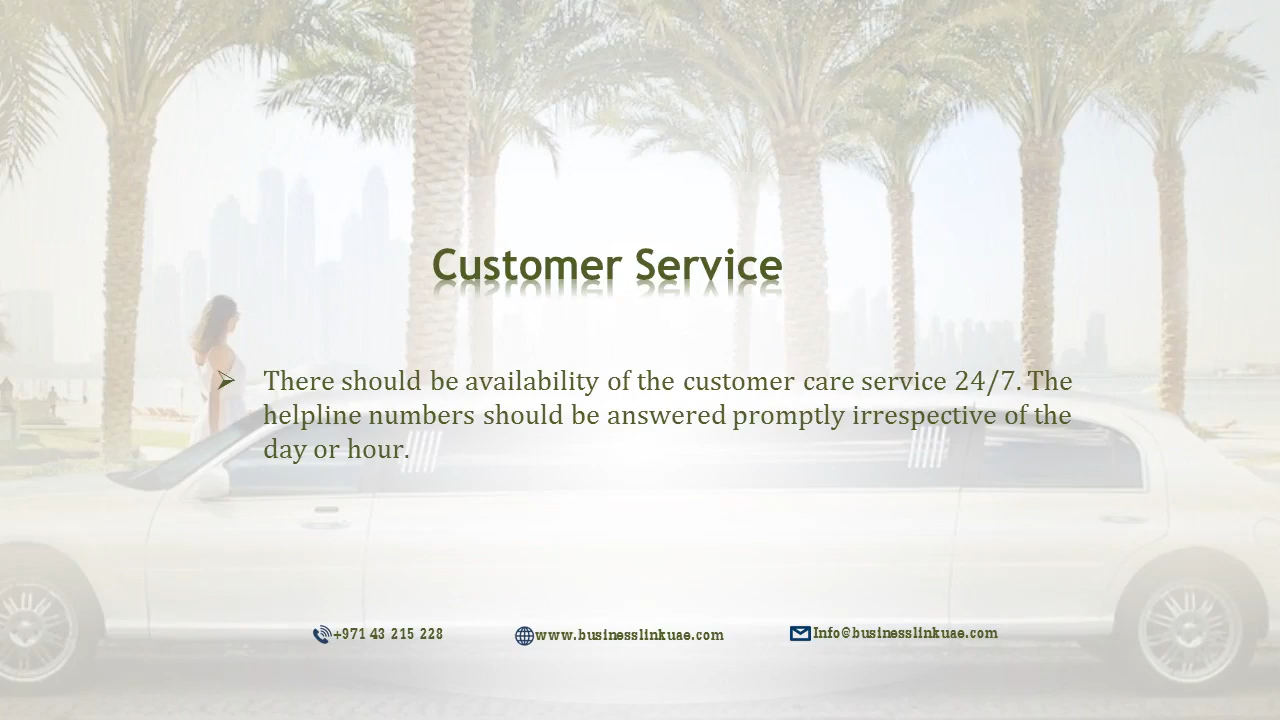 Customer Service
There should be availability of the customer care service 24/7. The
helpline numbers should be answered promptly irrespective of the
day or hour.
+971 43 215 228
www.businesslinkuae.com
Info@businesslinkuae.com